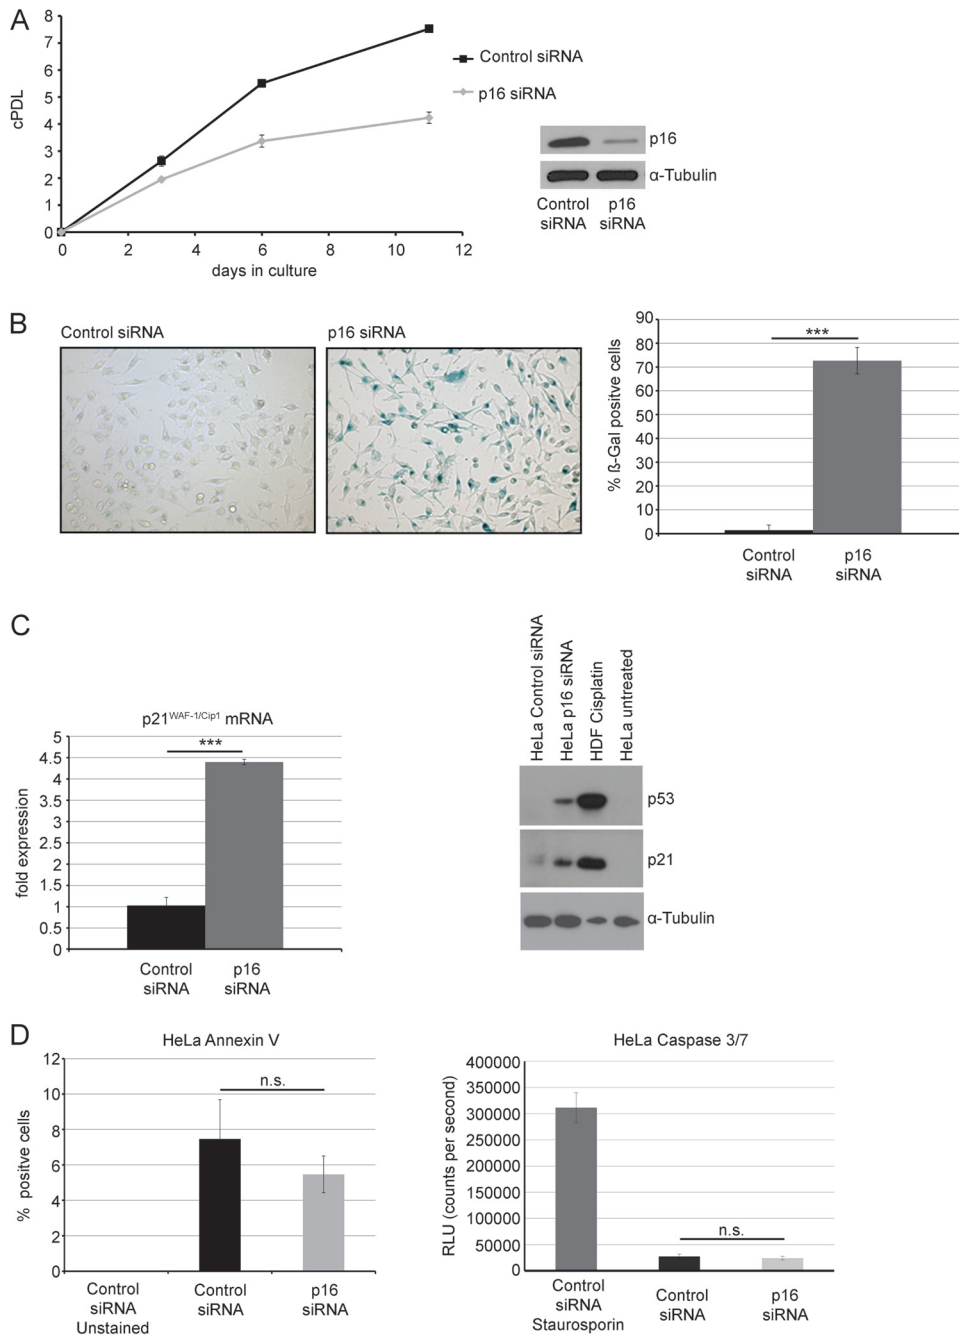 A
8
7
6
5
4
3
2
1
0
cPDL
0 2 4 6 8 10 12
days in culture
Control siRNA
p16 siRNA
p16
α-Tubulin
Control
siRNA
p16
siRNA
B
Control siRNA
p16 siRNA
90
80
70
60
50
40
30
20
10
0
% ß-Gal positve cells
***
Control
siRNA
p16
siRNA
C
p21WAF-1/Cip1 mRNA
5
4.5
4
3.5
3
2.5
2
1.5
1
0.5
0
fold expression
***
Control
siRNA
p16
siRNA
HeLa Control siRNA
HeLa p16 siRNA
HDF Cisplatin
HeLa untreated
p53
p21
α-Tubulin
D
HeLa Annexin V
12
10
8
6
4
2
0
% positve cells
n.s.
Control
siRNA
Unstained
Control
siRNA
p16
siRNA
HeLa Caspase 3/7
400000
350000
300000
250000
200000
150000
100000
50000
0
RLU (counts per second)
n.s.
Control
siRNA
Staurosporin
Control
siRNA
p16
siRNA